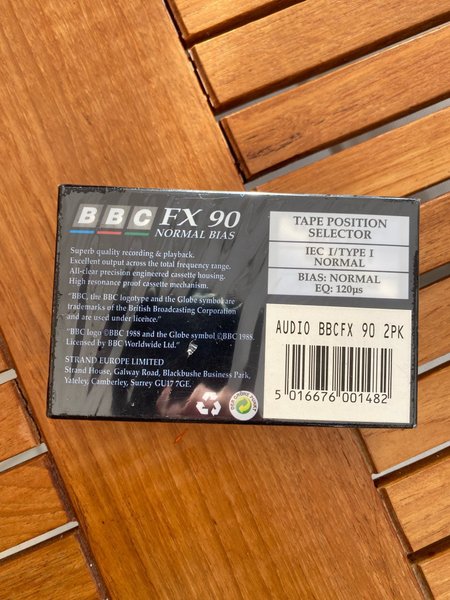 BBC FX 90
NORMAL BIAS
Superb quality recording & playback.
Excellent output across the total frequency range.
All-clear precision engineered cassette housing.
High resonance proof cassette mechanism.
"BBC, the BBC logotype and the Globe symbol are
trademarks of the British Broadcasting Corporation
and are used under licence."
"BBC logo ©BBC 1988 and the Globe symbol ©BBC 1988.
Licensed by BBC Worldwide Ltd."
STRAND EUROPE LIMITED
Strand House, Galway Road, Blackbushe Business Park,
Yateley, Camberley, Surrey GU17 7GE.
TAPE POSITION
SELECTOR
IEC I/TYPE I
NORMAL
BIAS: NORMAL
EQ: 120µs
AUDIO BBCFX 90 2PK
5 016676 001482
DER GRÜNE PUNKT